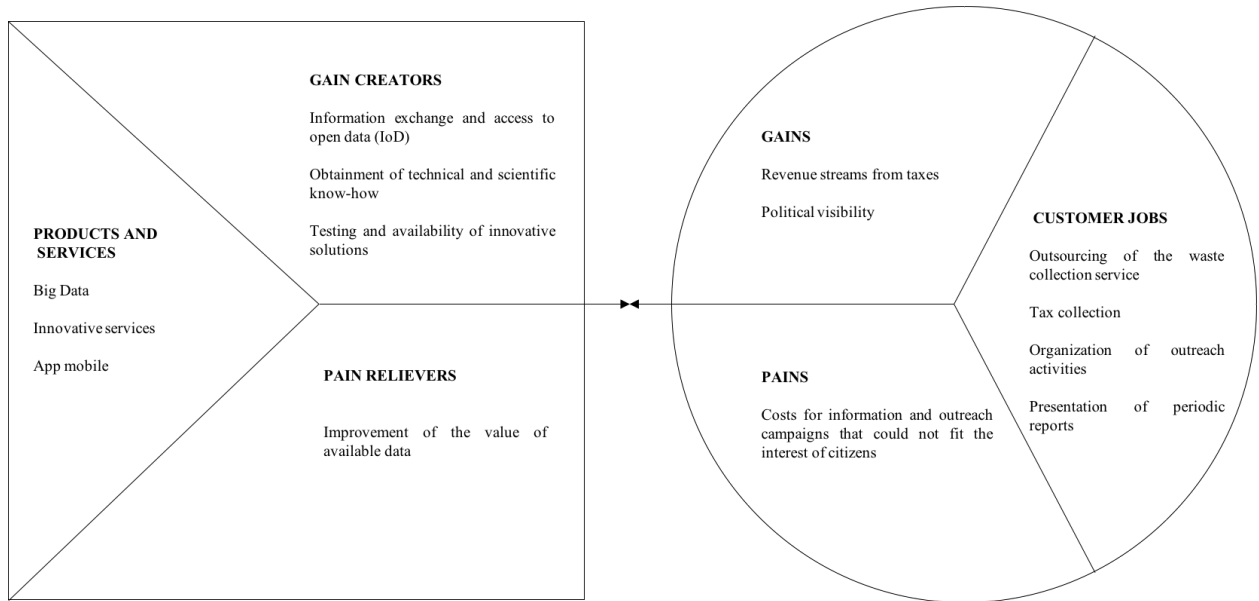 PRODUCTS AND
SERVICES
Big Data
Innovative services
App mobile
GAIN CREATORS
Information exchange and access to
open data (IoD)
Obtainment of technical and scientific
know-how
Testing and availability of innovative
solutions
PAIN RELIEVERS
Improvement of the value of
available data
GAINS
Revenue streams from taxes
Political visibility
PAINS
Costs for information and outreach
campaigns that could not fit the
interest of citizens
CUSTOMER JOBS
Outsourcing of the waste
collection service
Tax collection
Organization of outreach
activities
Presentation of periodic
reports